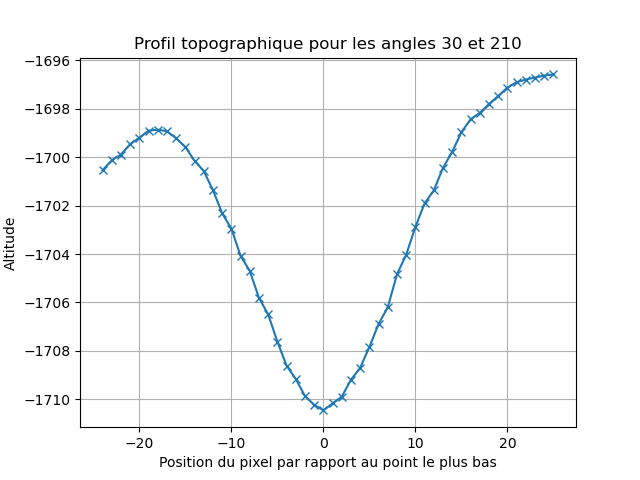 Profil topographique pour les angles 30 et 210
−1696
−1698
−1700
−1702
−1704
−1706
−1708
−1710
Altitude
−20 −10 0 10 20
Position du pixel par rapport au point le plus bas